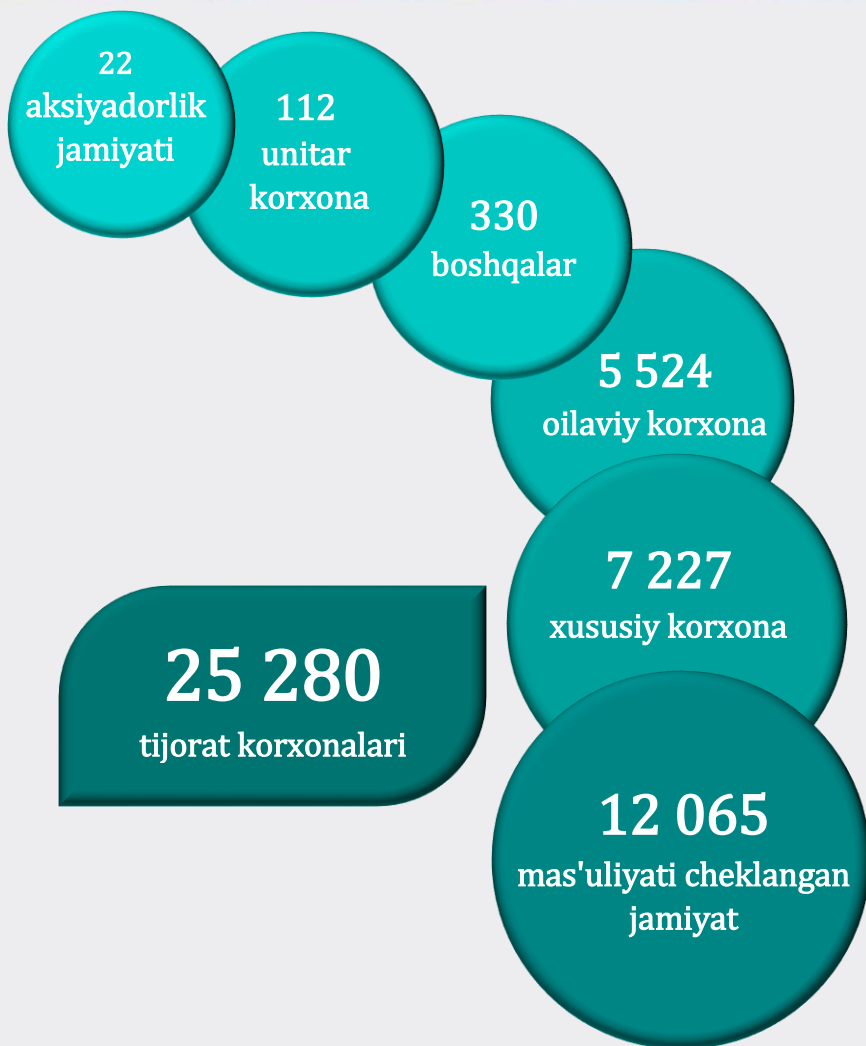 22
aksiyadorlik
jamiyati
112
unitar
korxona
330
boshqalar
5 524
oilaviy korxona
7 227
xususiy korxona
25 280
tijorat korxonalari
12 065
mas'uliyati cheklangan
jamiyat